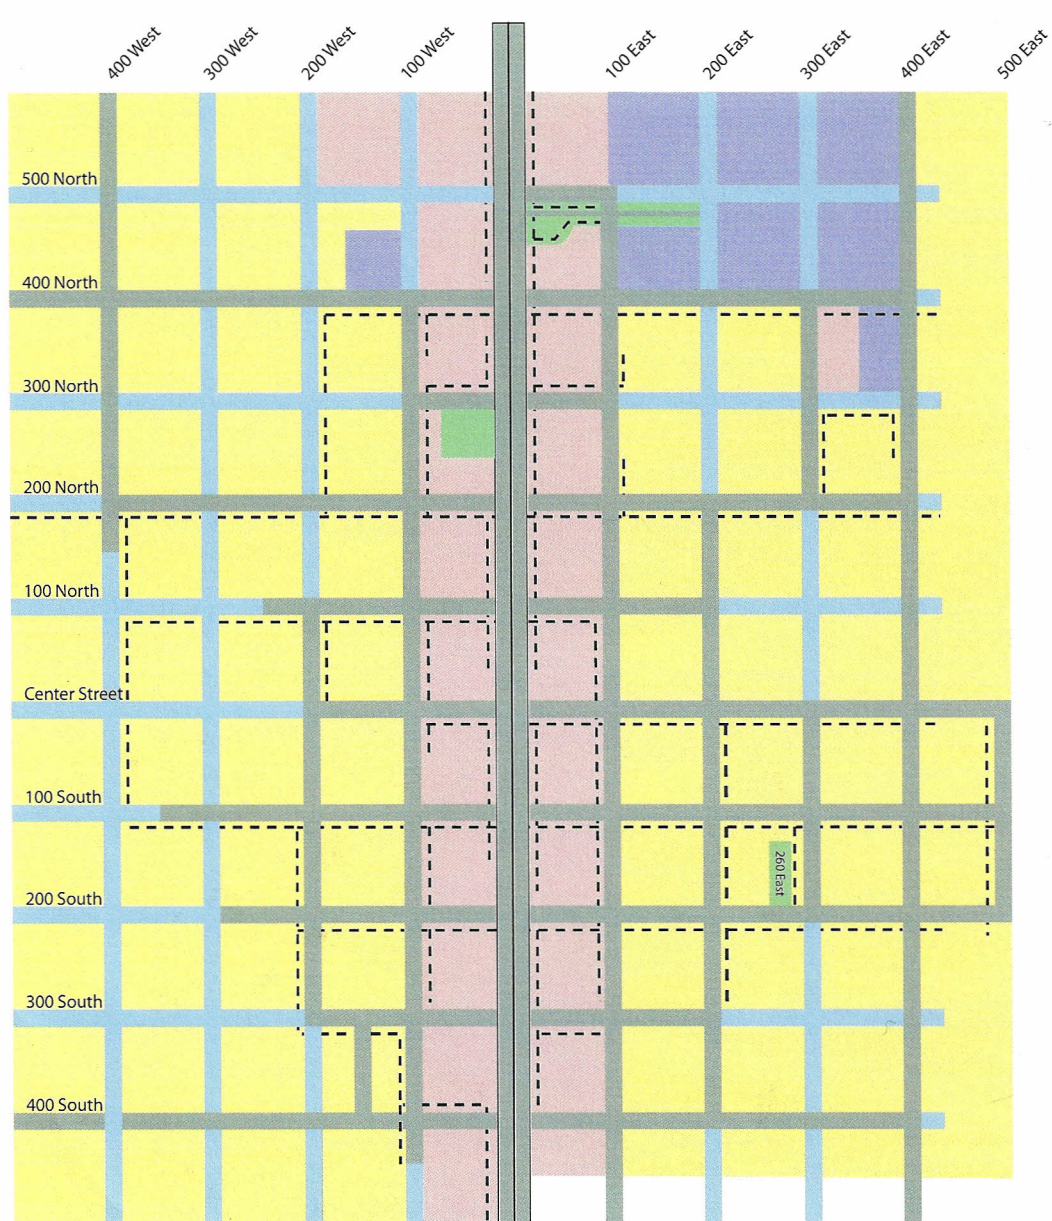 400 West
300 West
200 West
100 West
100 East
200 East
300 East
400 East
500 East
500 North
400 North
300 North
200 North
100 North
Center Street
100 South
260 East
200 South
300 South
400 South